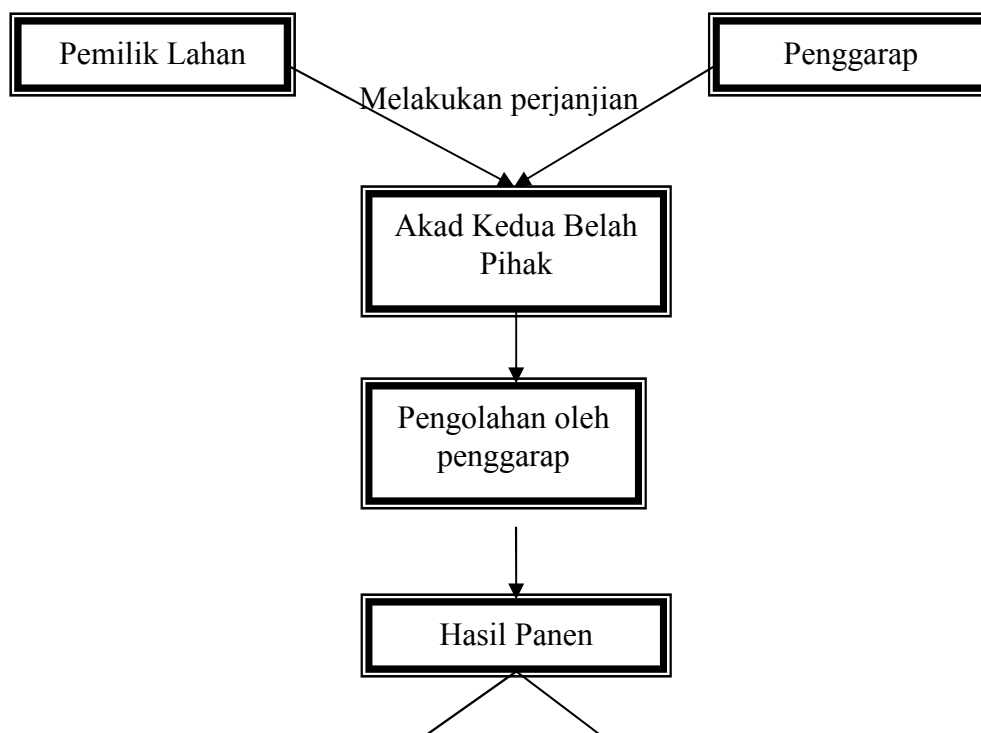 Pemilik Lahan
Penggarap
Melakukan perjanjian
Akad Kedua Belah
Pihak
Pengolahan oleh
penggarap
Hasil Panen